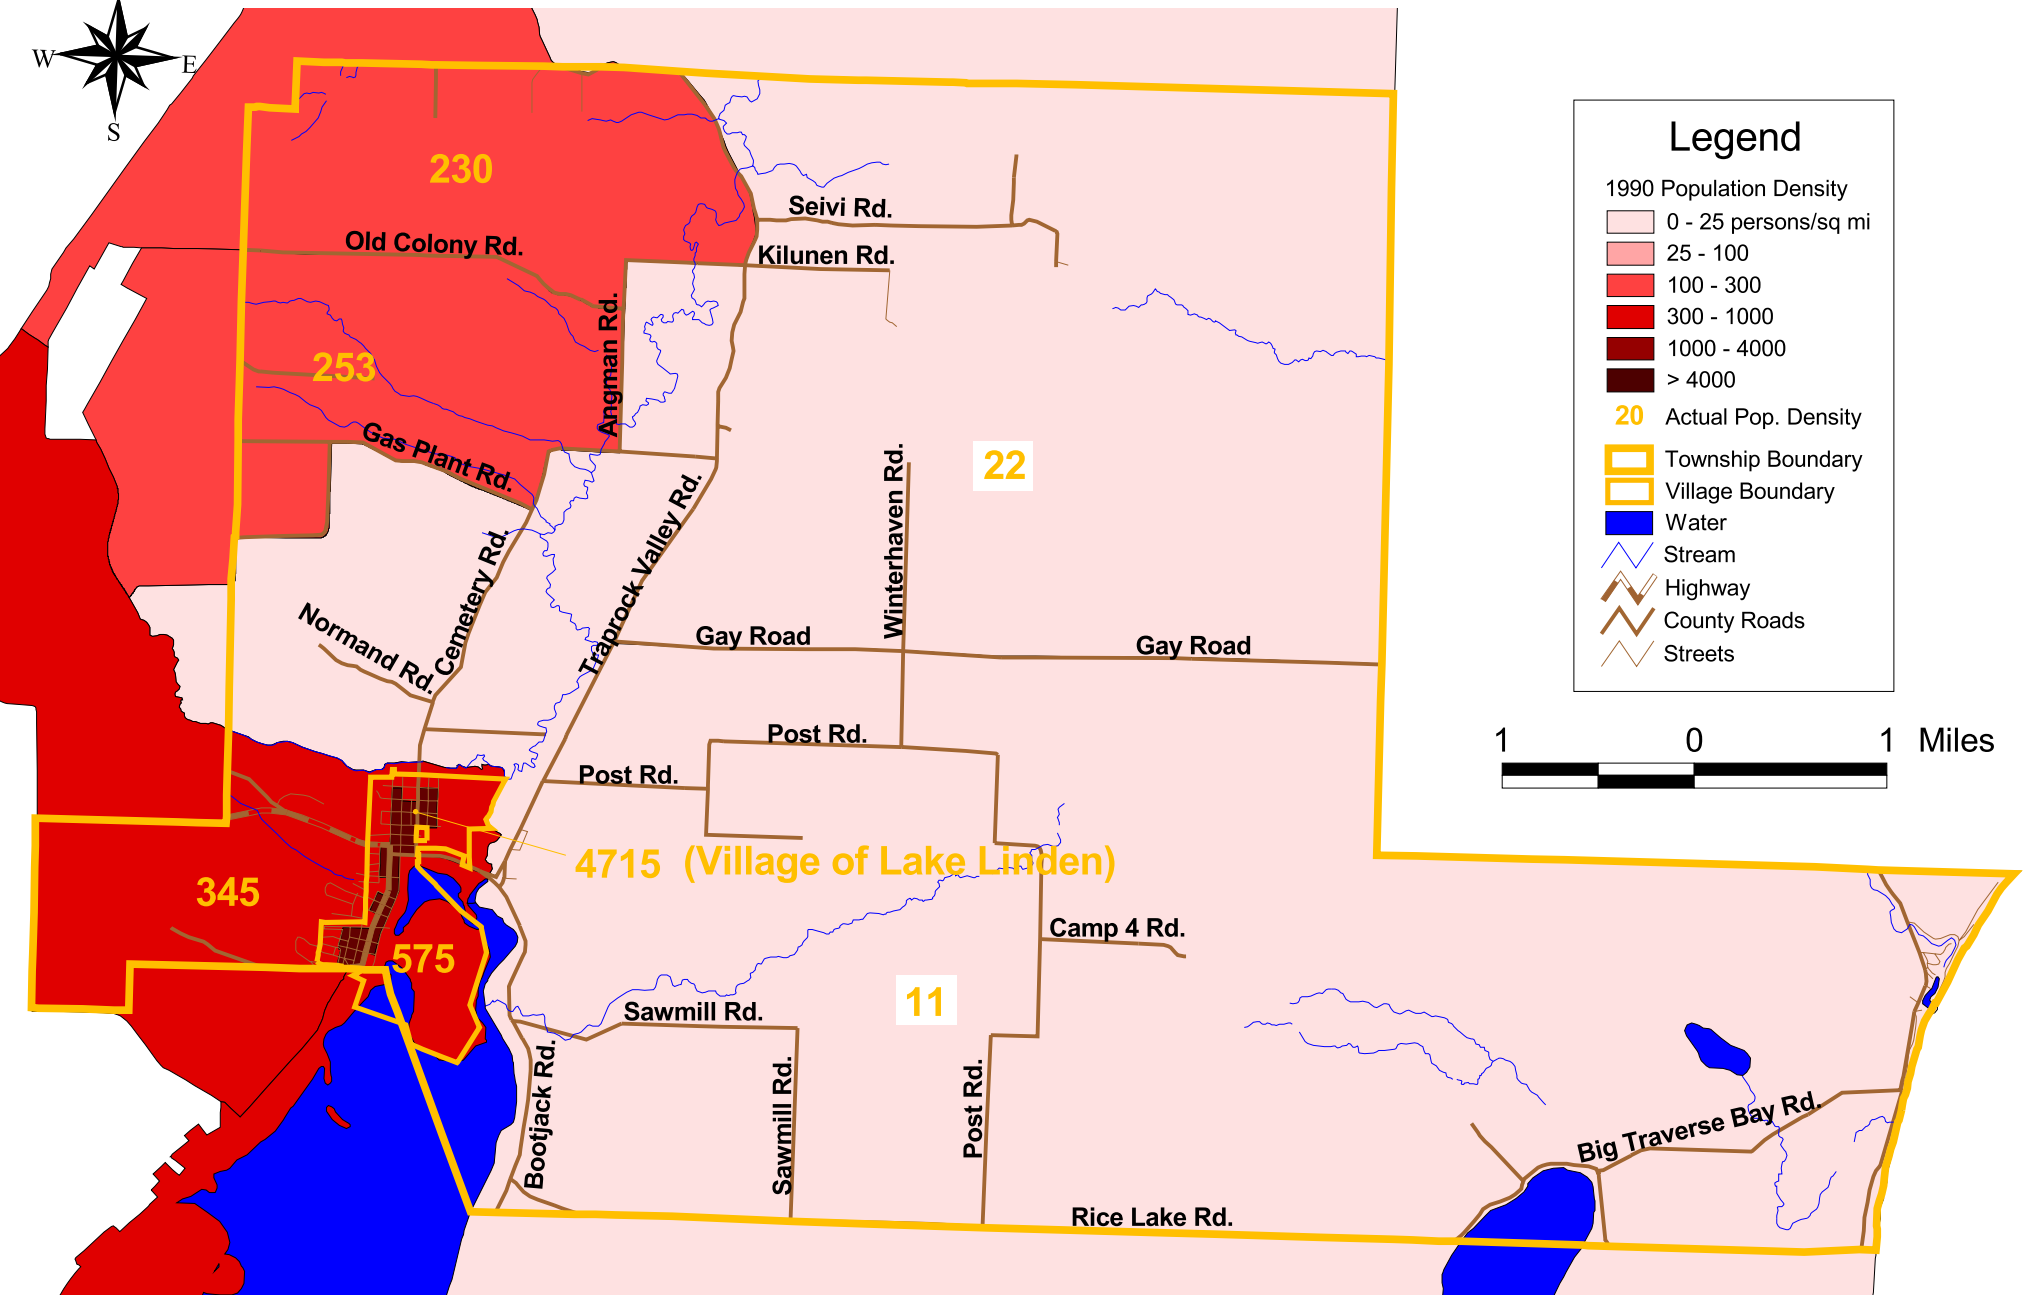 W
E
S
230
Seivi Rd.
Old Colony Rd.
Kilunen Rd.
Angman Rd.
253
Gas Plant Rd.
22
Traprock Valley Rd.
Winterhaven Rd.
Cemetery Rd.
Normand Rd.
Gay Road
Gay Road
Post Rd.
Post Rd.
4715 (Village of Lake Linden)
345
575
Camp 4 Rd.
11
Sawmill Rd.
Bootjack Rd.
Sawmill Rd.
Post Rd.
Big Traverse Bay Rd.
Rice Lake Rd.
Legend
1990 Population Density
0 - 25 persons/sq mi
25 - 100
100 - 300
300 - 1000
1000 - 4000
> 4000
20 Actual Pop. Density
Township Boundary
Village Boundary
Water
Stream
Highway
County Roads
Streets
1 0 1 Miles